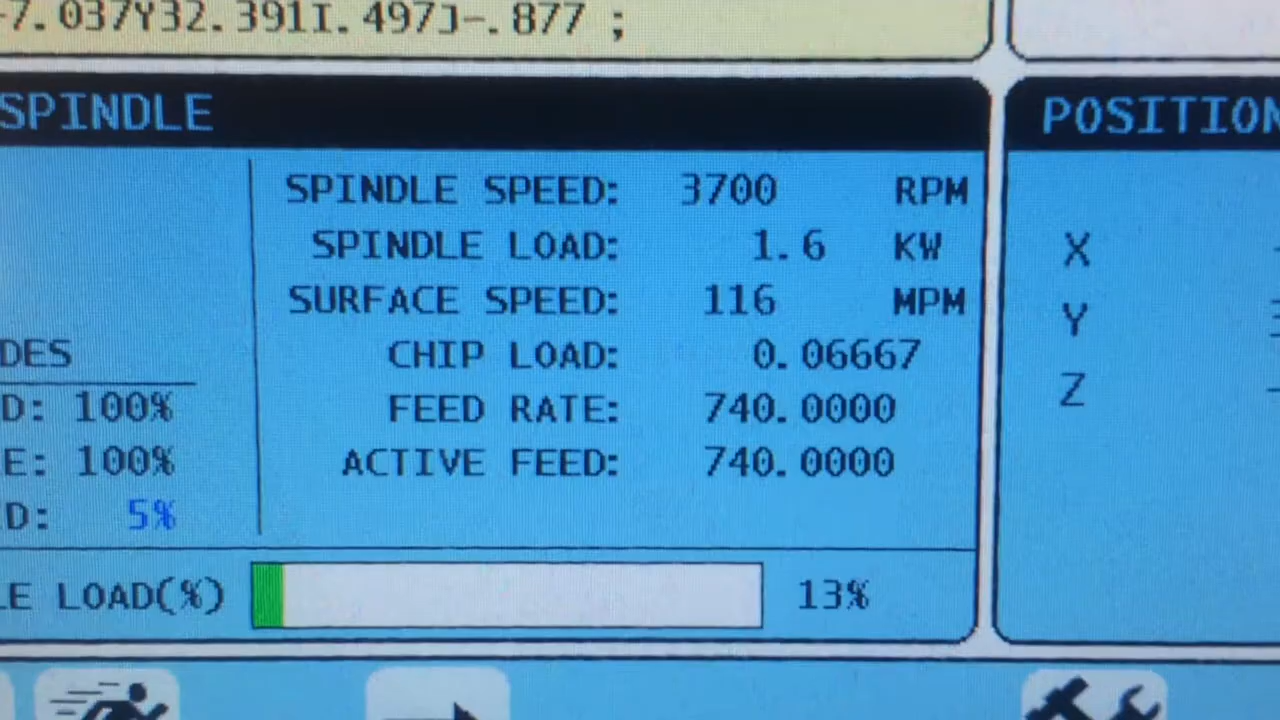 7.037Y32.391I.497J-.877 ;
SPINDLE
POSITION
SPINDLE SPEED: 3700 RPM
SPINDLE LOAD: 1.6 KW
SURFACE SPEED: 116 MPM
CHIP LOAD: 0.06667
FEED RATE: 740.0000
ACTIVE FEED: 740.0000
DES
D: 100%
E: 100%
D: 5%
LE LOAD(%) 13%
X
Y
Z